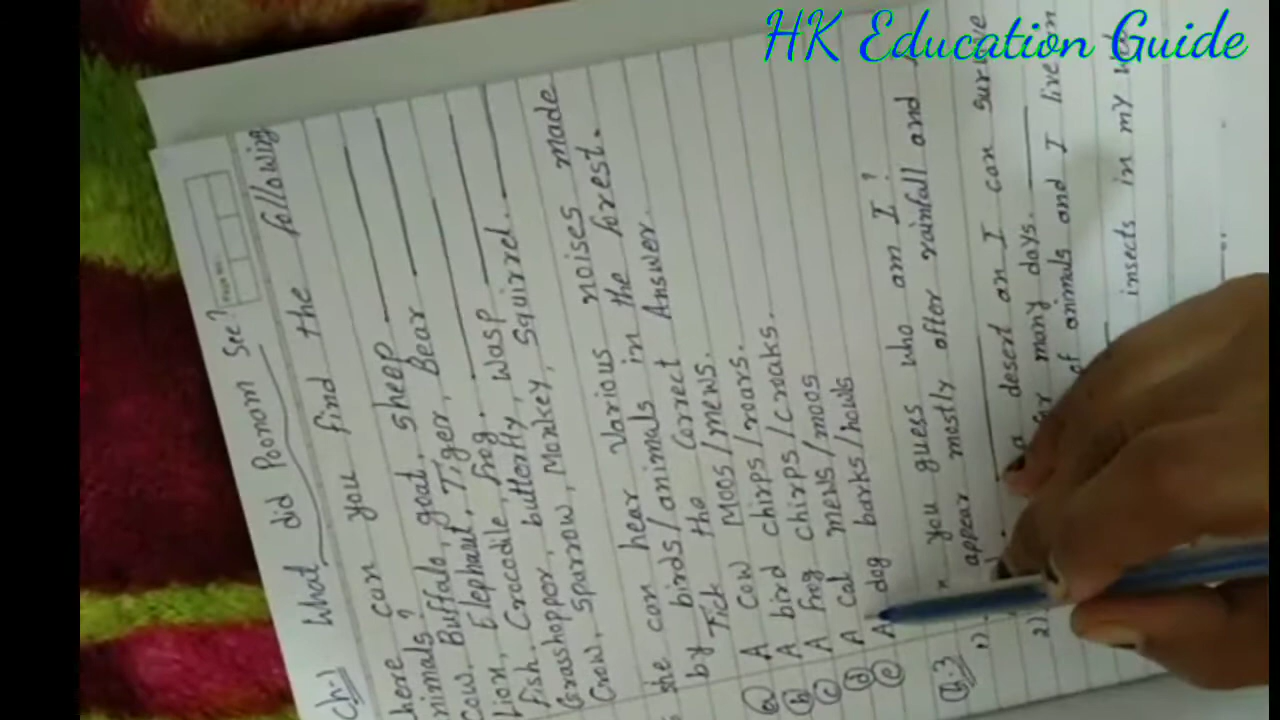 HK Education Guide
Ch.1 What did Poonam See?
here can you find the following
nimals?
Cow. Buffalo, goat, sheep
Lion, Elephant, Tiger, Bear
Fish, Crocodile, frog. wasp
Grasshopper, butterfly, Squirrel.
Crow, Sparrow, Monkey,
she can hear various noises made
by birds/animals in the forest.
Tick the correct Answer.
(a) A cow Moos/mews.
(b) A bird chirps/roars.
(c) A frog chirps/croaks.
(d) A Cat mews/moos
(e) A dog barks/howls
Q.3 you gues who am I?
1) appear mostly after rainfall and
2) a desert an I can survive
for many days.
of animals and I live in
insects in my